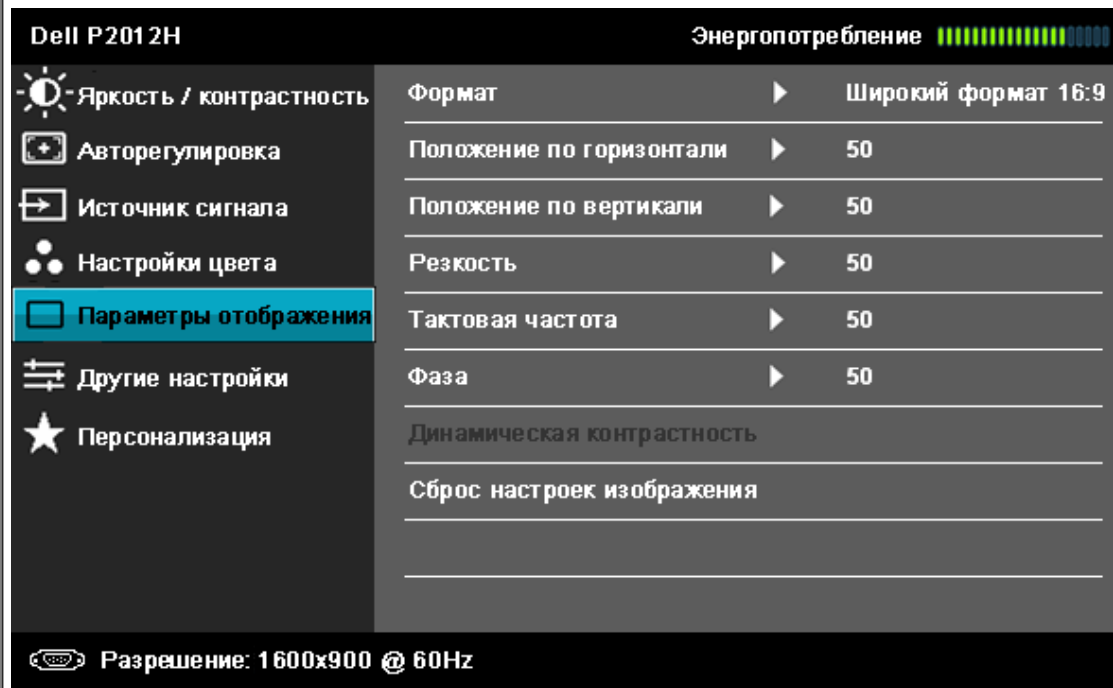 Dell P2012H
Энергопотребление
Яркость / контрастность
Авторегулировка
Источник сигнала
Настройки цвета
Параметры отображения
Другие настройки
Персонализация
Формат Широкий формат 16:9
Положение по горизонтали 50
Положение по вертикали 50
Резкость 50
Тактовая частота 50
Фаза 50
Динамическая контрастность
Сброс настроек изображения
Разрешение: 1600x900 @ 60Hz